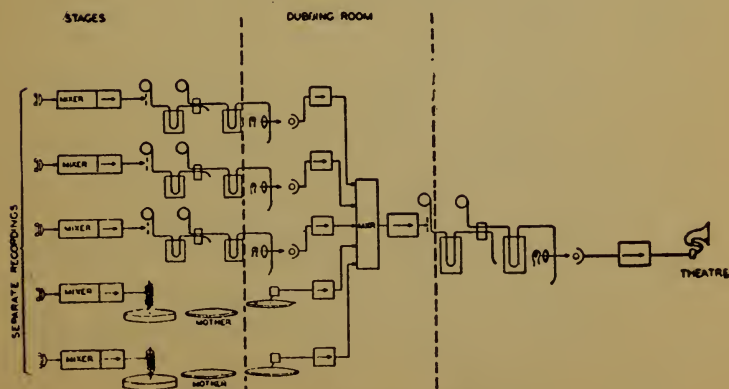 STAGES
DUBBING ROOM
SEPARATE RECORDINGS
MIXER
MIXER
MIXER
MIXER
MOTHER
MIXER
MOTHER
MIXER
THEATRE